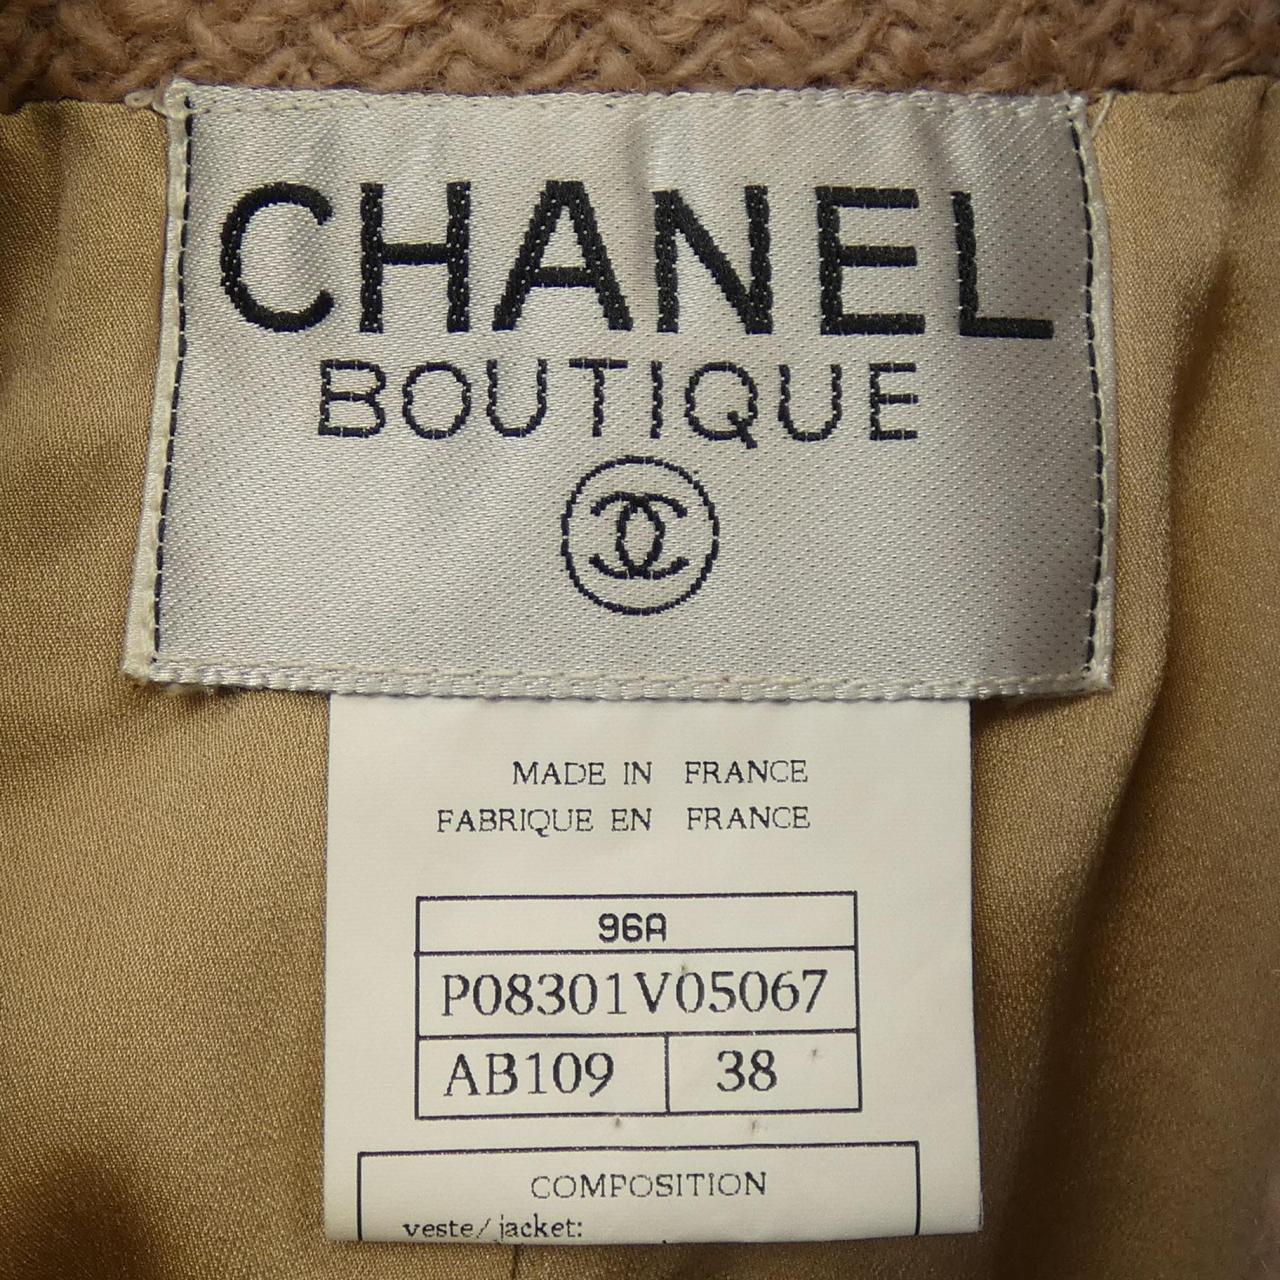 CHANEL
BOUTIQUE
MADE IN FRANCE
FABRIQUE EN FRANCE
96A
P08301V05067
AB109 38
COMPOSITION
veste/jacket: